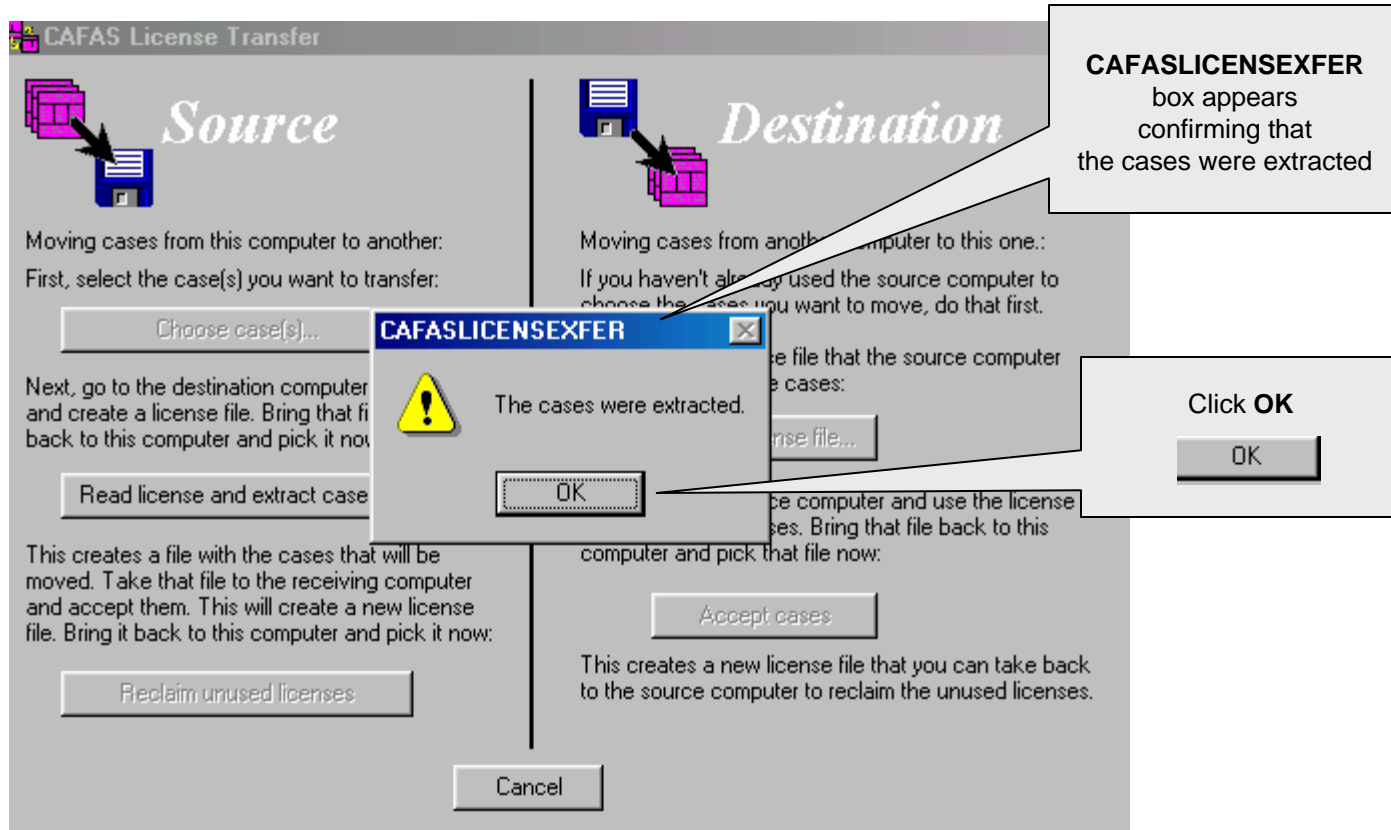 CAFAS License Transfer
CAFASLICENSEXFER
box appears
confirming that
the cases were extracted
Source
Moving cases from this computer to another:
First, select the case(s) you want to transfer:
Choose case(s)...
Next, go to the destination computer
and create a license file. Bring that
back to this computer and pick it
Read license and extract case
This creates a file with the cases that will be
moved. Take that file to the receiving computer
and accept them. This will create a new license
file. Bring it back to this computer and pick it now:
Reclaim unused licenses
Destination
Moving cases from another computer to this one.:
If you haven't already used the source computer to
choose the cases you want to move, do that first.
file that the source computer
cases:
file...
computer and use the license
Bring that file back to this
computer and pick that file now:
Accept cases
This creates a new license file that you can take back
to the source computer to reclaim the unused licenses.
CAFASLICENSEXFER
The cases were extracted.
OK
Click OK
OK
Cancel